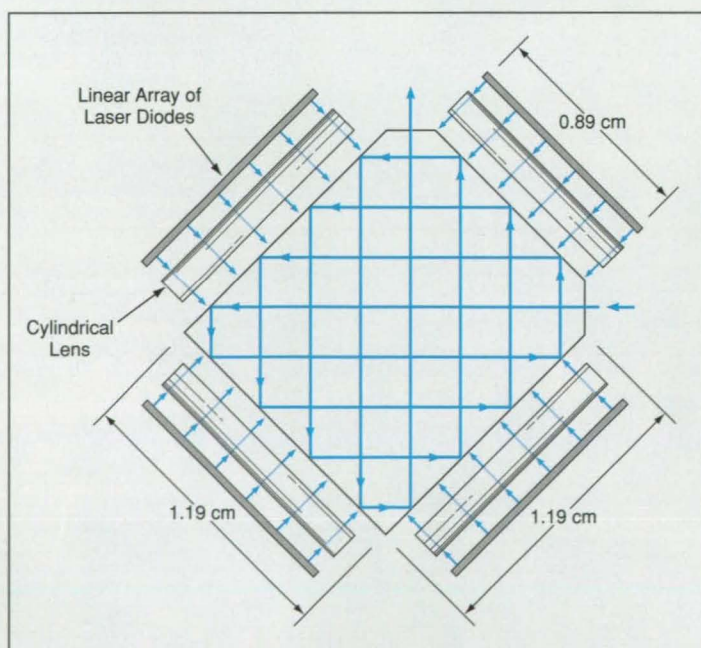 Linear Array of
Laser Diodes
0.89 cm
Cylindrical
Lens
1.19 cm
1.19 cm